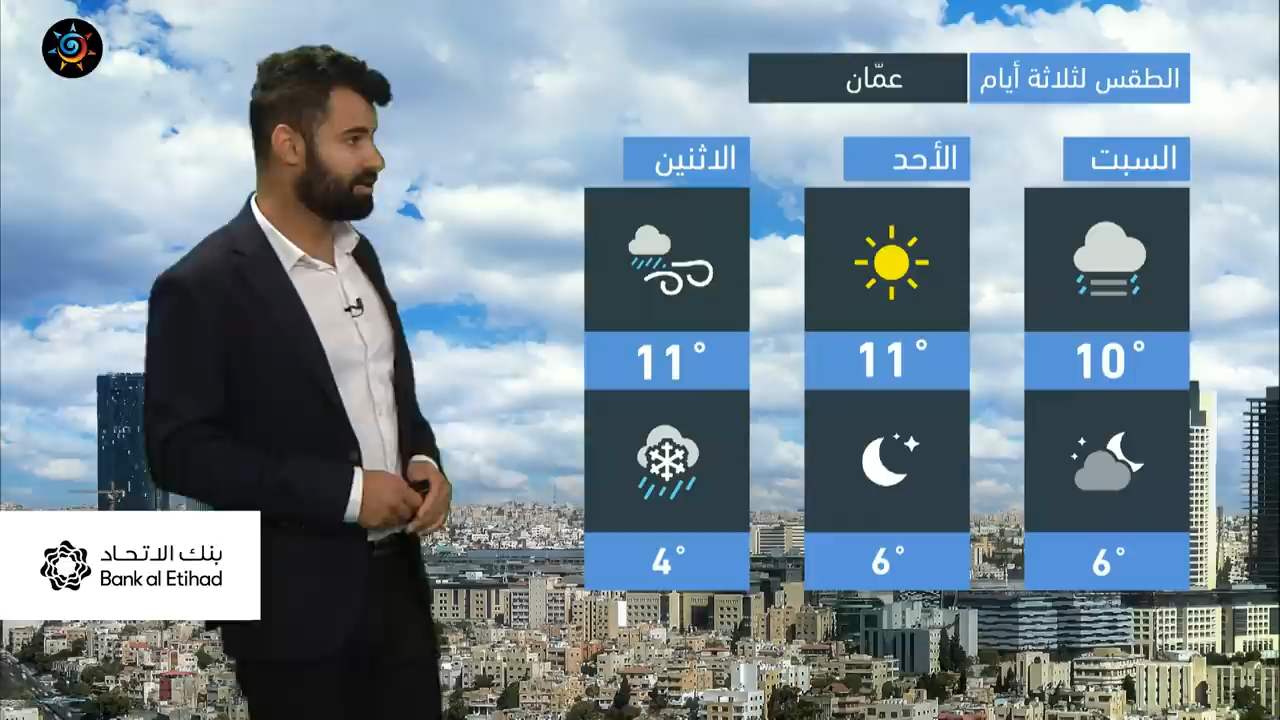 الطقس لثلاثة أيام
عمّان
السبت
الأحد
الاثنين
10°
11°
11°
6°
6°
4°
بنك الاتحاد
Bank al Etihad